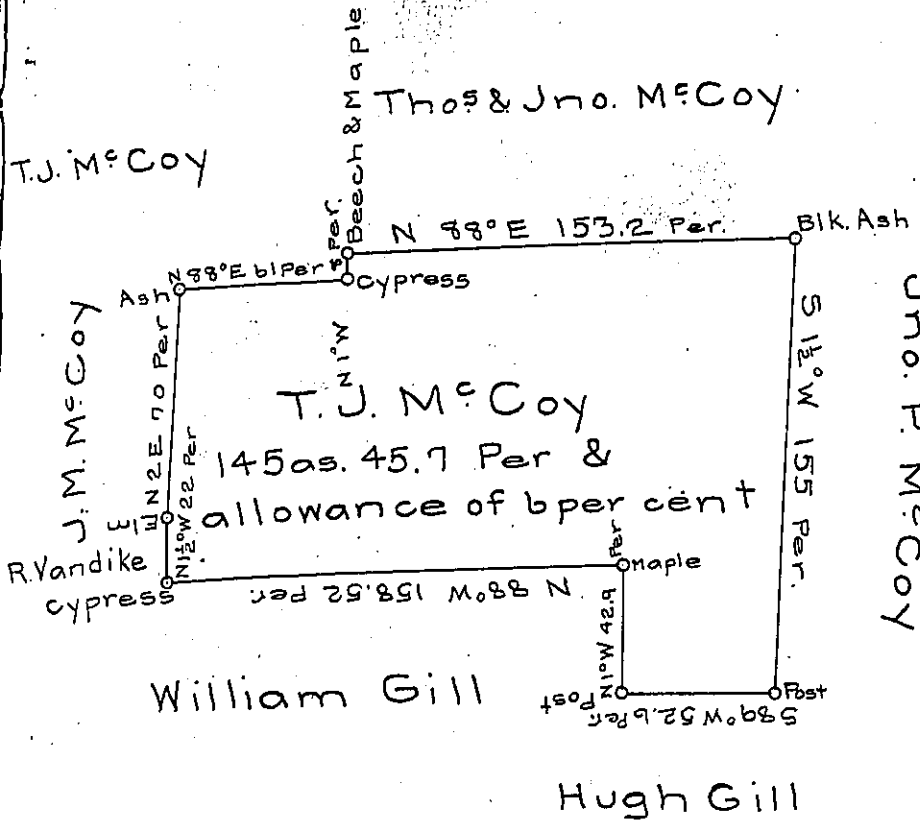 Beech & Maple
Thos & Jno. McCoy.
T.J. McCoy
8 Per.
N 88°E 153.2 Per.
Blk. Ash
N 88°E 61 Per
Cypress
Ash
J. M. McCoy
N 2 E 70 Per
N 1°W
S 1½°W 155 Per.
Jno. P. McCoy
T. J. McCoy
145as. 45.7 Per &
allowance of 6 per cent
Elm
N 1½°W 22 Per
R. Vandike
Cypress
N 88°W 158.52 Per.
Maple
N 1°W 42.9 Per
William Gill
Post
S 89°W 52.6 Per.
Post
Hugh Gill